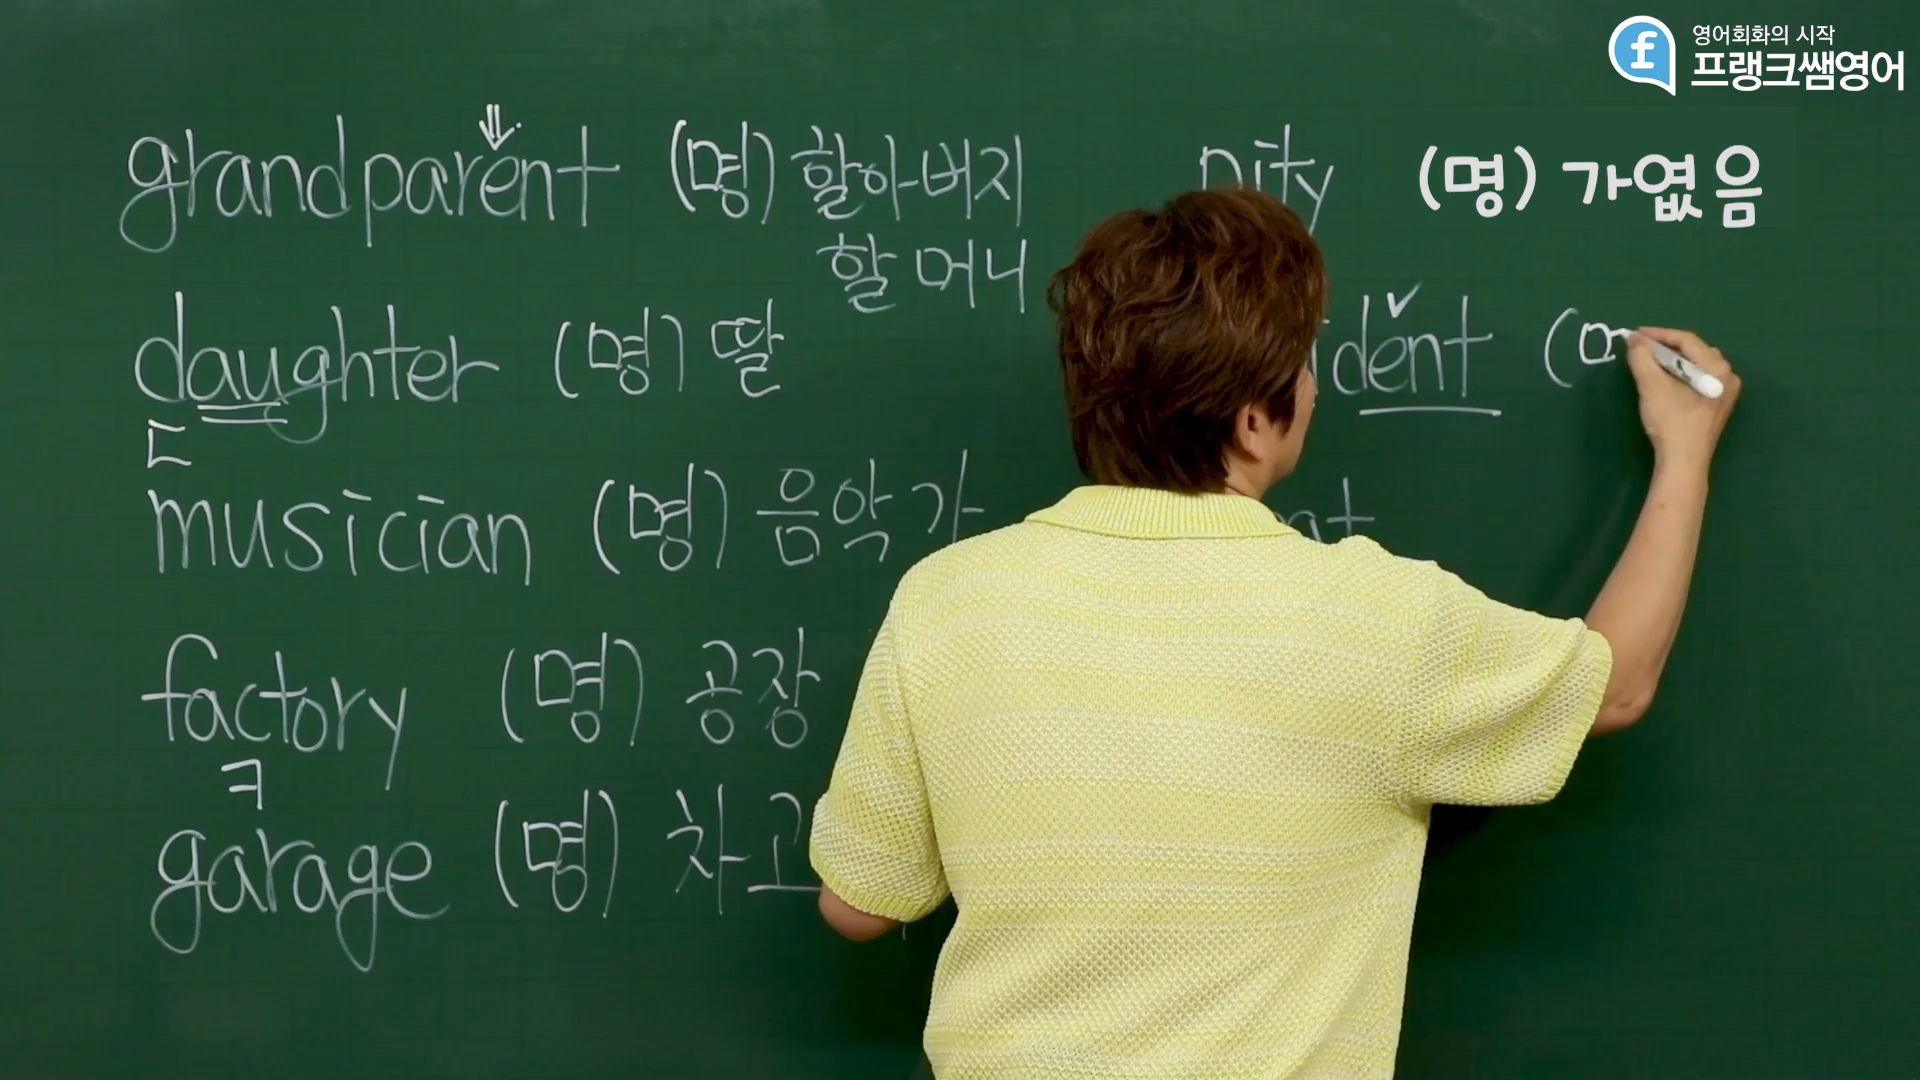 영어회화의 시작
프랭크쌤영어
grandparent (명) 할아버지
할머니
daughter (명) 딸
ㄷ
musician (명) 음악가
factory (명) 공장
ㅋ
garage (명) 차고
pity (명) 가엾음